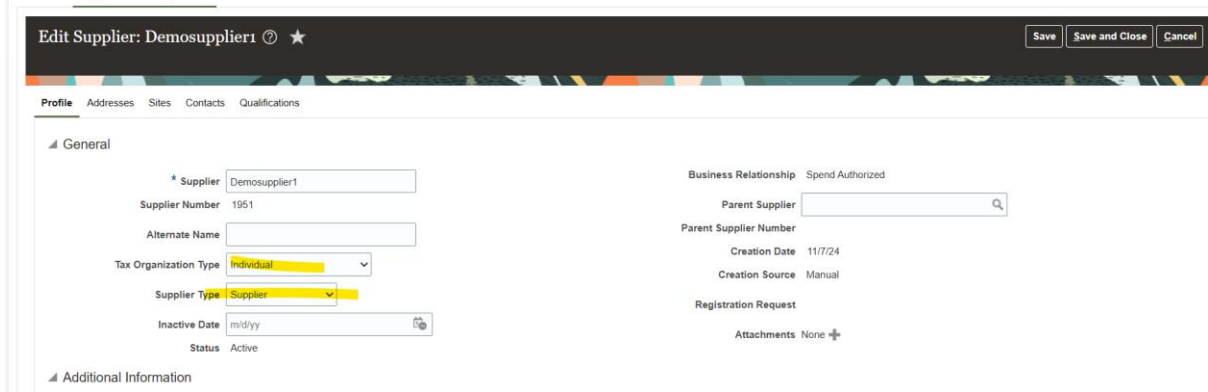 Edit Supplier: Demosupplier1
Save Save and Close Cancel
Profile Addresses Sites Contacts Qualifications
General
* Supplier Demosupplier1
Supplier Number 1951
Alternate Name
Tax Organization Type Individual
Supplier Type Supplier
Inactive Date m/d/yy
Status Active
Business Relationship Spend Authorized
Parent Supplier
Parent Supplier Number
Creation Date 11/7/24
Creation Source Manual
Registration Request
Attachments None
Additional Information